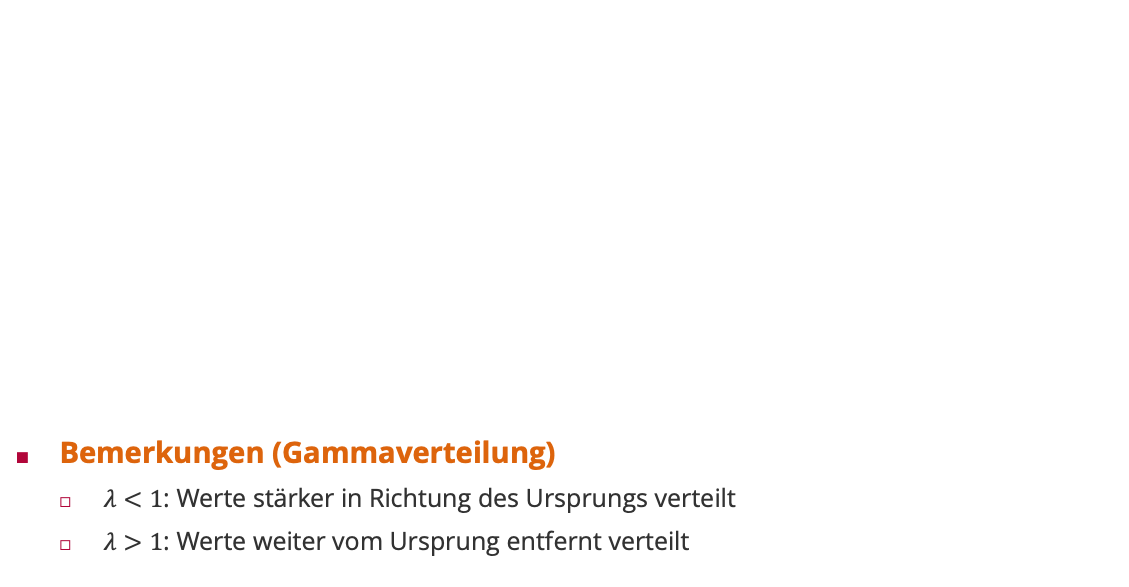 Bemerkungen (Gammaverteilung)
λ < 1: Werte stärker in Richtung des Ursprungs verteilt
λ > 1: Werte weiter vom Ursprung entfernt verteilt